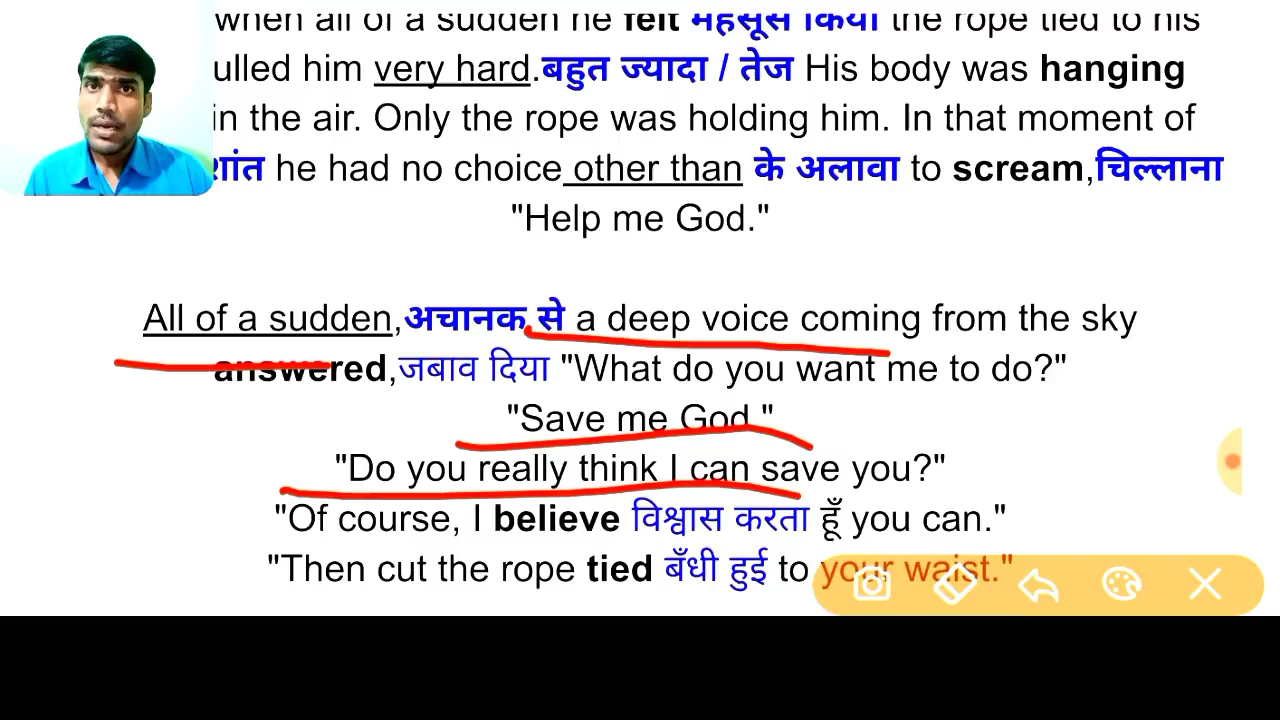 when all of a sudden he felt महसूस किया the rope tied to his
ulled him very hard.बहुत ज्यादा / तेज His body was hanging
in the air. Only the rope was holding him. In that moment of
शांत he had no choice other than के अलावा to scream,चिल्लाना
"Help me God."
All of a sudden,अचानक से a deep voice coming from the sky
answered,जबाव दिया "What do you want me to do?"
"Save me God."
"Do you really think I can save you?"
"Of course, I believe विश्वास करता हूँ you can."
"Then cut the rope tied बँधी हुई to your waist."